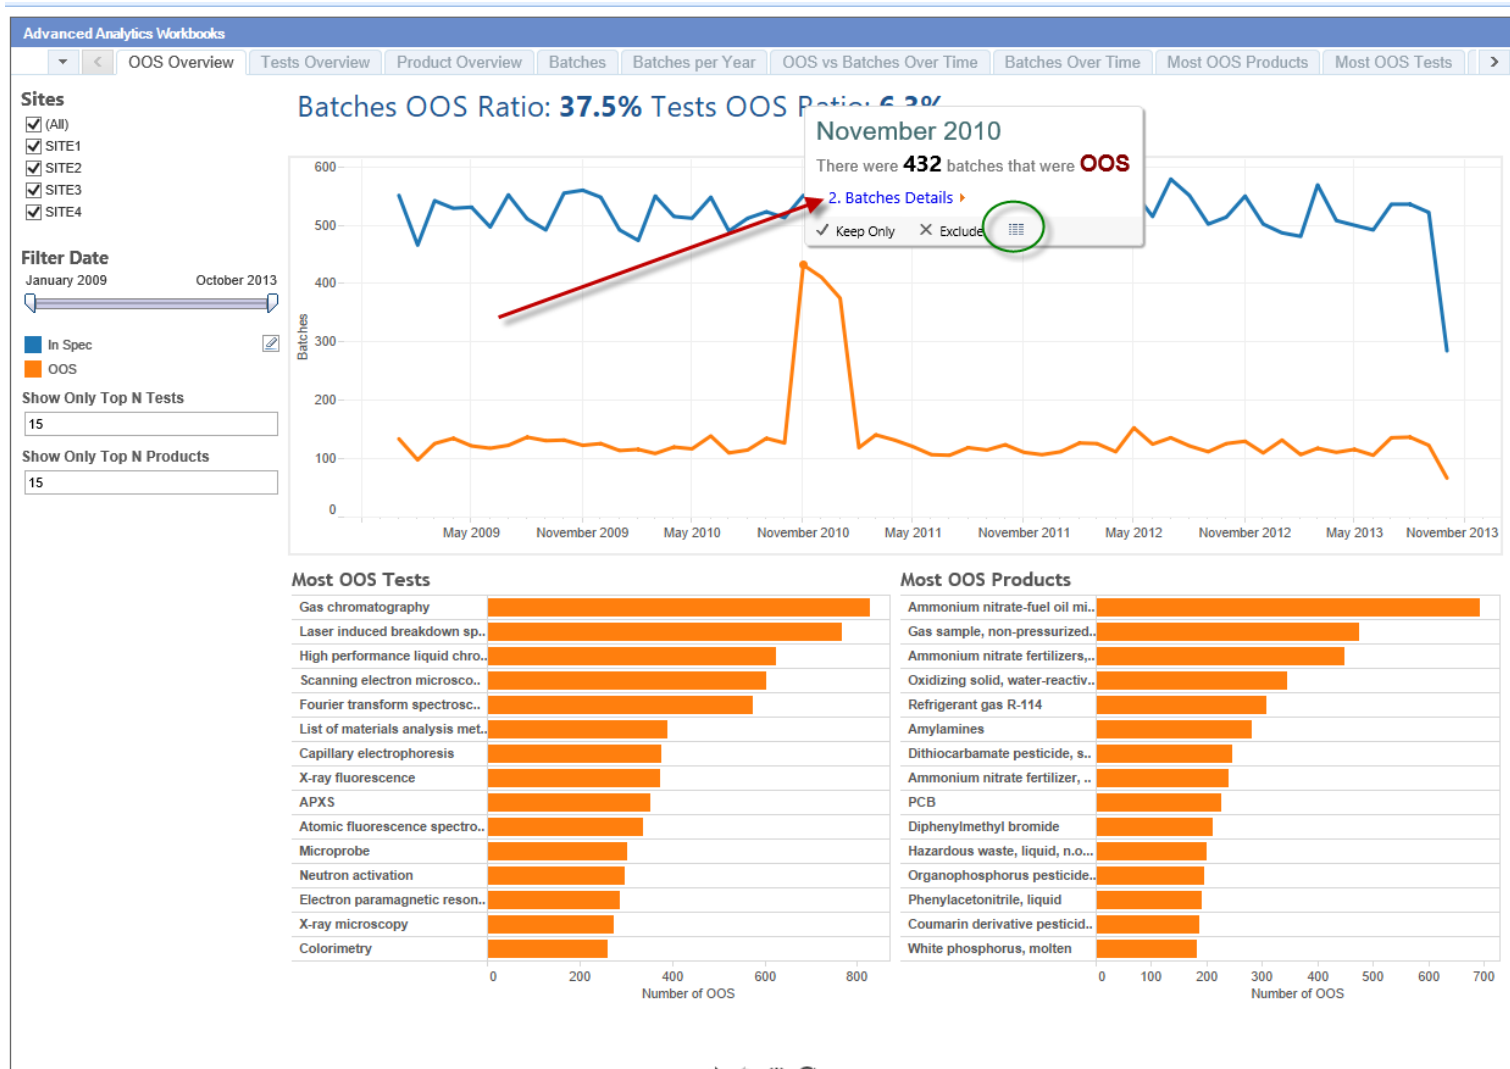 Advanced Analytics Workbooks
OOS Overview Tests Overview Product Overview Batches Batches per Year OOS vs Batches Over Time Batches Over Time Most OOS Products Most OOS Tests
Sites
(All)
SITE1
SITE2
SITE3
SITE4
Filter Date
January 2009 October 2013
In Spec
OOS
Show Only Top N Tests
15
Show Only Top N Products
15
Batches OOS Ratio: 37.5% Tests OOS Ratio: 6.3%
November 2010
There were 432 batches that were OOS
2. Batches Details
Keep Only Exclude
Batches
600
500
400
300
200
100
0
May 2009 November 2009 May 2010 November 2010 May 2011 November 2011 May 2012 November 2012 May 2013 November 2013
Most OOS Tests
Gas chromatography
Laser induced breakdown sp..
High performance liquid chro..
Scanning electron microsco..
Fourier transform spectrosc..
List of materials analysis met..
Capillary electrophoresis
X-ray fluorescence
APXS
Atomic fluorescence spectro..
Microprobe
Neutron activation
Electron paramagnetic reson..
X-ray microscopy
Colorimetry
0 200 400 600 800
Number of OOS
Most OOS Products
Ammonium nitrate-fuel oil mi..
Gas sample, non-pressurized..
Ammonium nitrate fertilizers,..
Oxidizing solid, water-reactiv..
Refrigerant gas R-114
Amylamines
Dithiocarbamate pesticide, s..
Ammonium nitrate fertilizer, ..
PCB
Diphenylmethyl bromide
Hazardous waste, liquid, n.o...
Organophosphorus pesticide..
Phenylacetonitrile, liquid
Coumarin derivative pesticid..
White phosphorus, molten
0 100 200 300 400 500 600 700
Number of OOS